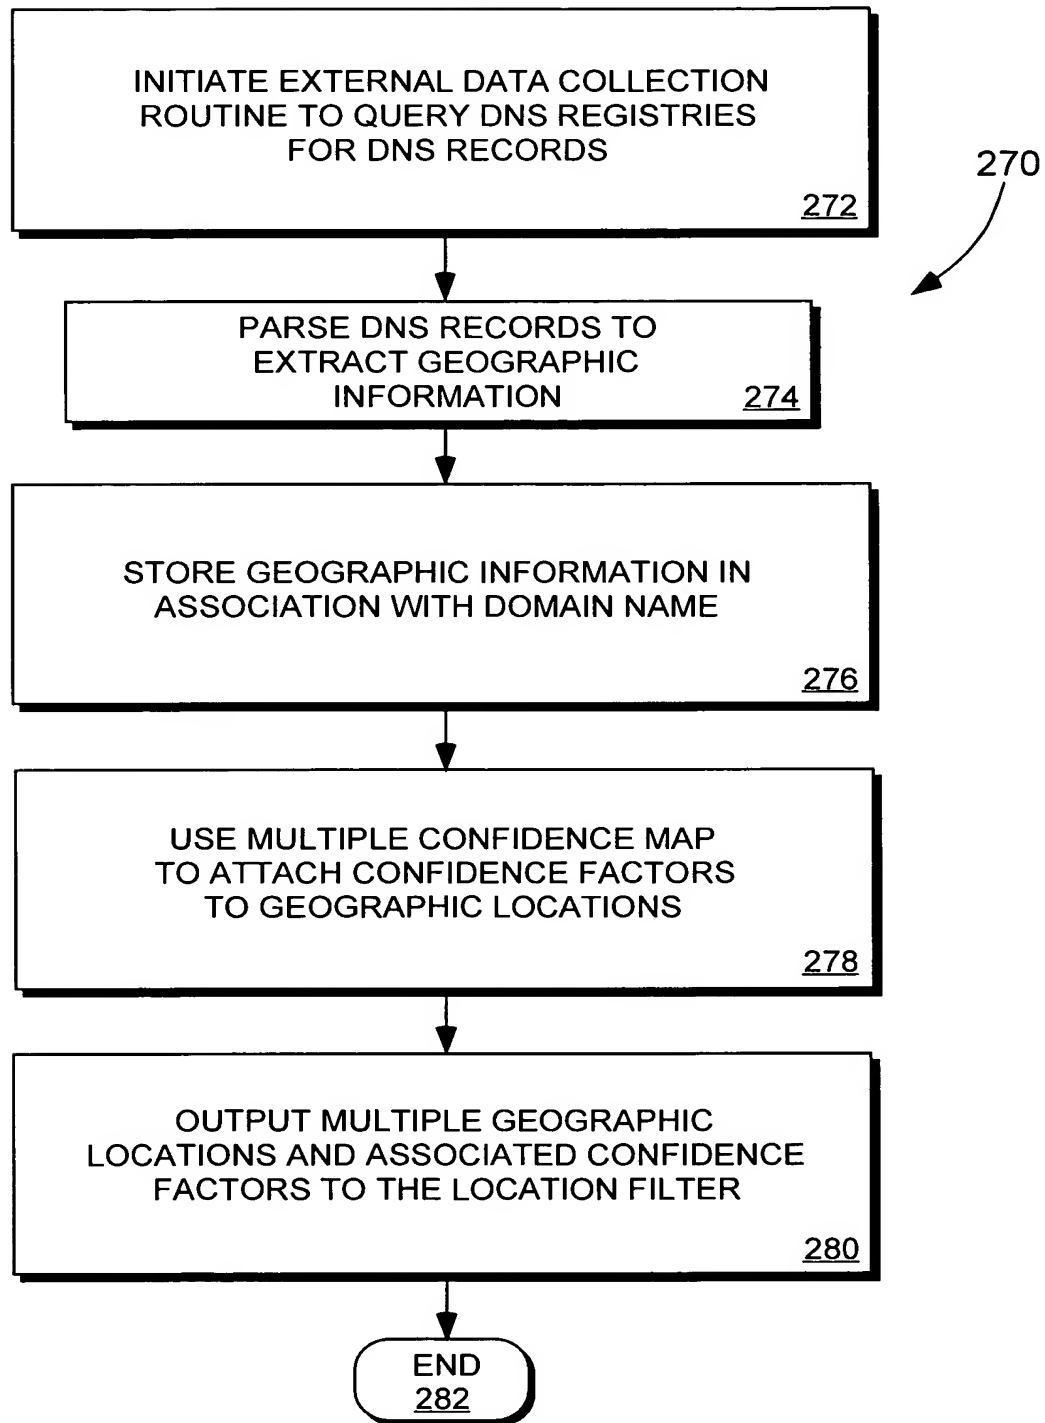 INITIATE EXTERNAL DATA COLLECTION
ROUTINE TO QUERY DNS REGISTRIES
FOR DNS RECORDS
272
270
PARSE DNS RECORDS TO
EXTRACT GEOGRAPHIC
INFORMATION
274
STORE GEOGRAPHIC INFORMATION IN
ASSOCIATION WITH DOMAIN NAME
276
USE MULTIPLE CONFIDENCE MAP
TO ATTACH CONFIDENCE FACTORS
TO GEOGRAPHIC LOCATIONS
278
OUTPUT MULTIPLE GEOGRAPHIC
LOCATIONS AND ASSOCIATED CONFIDENCE
FACTORS TO THE LOCATION FILTER
280
END
282